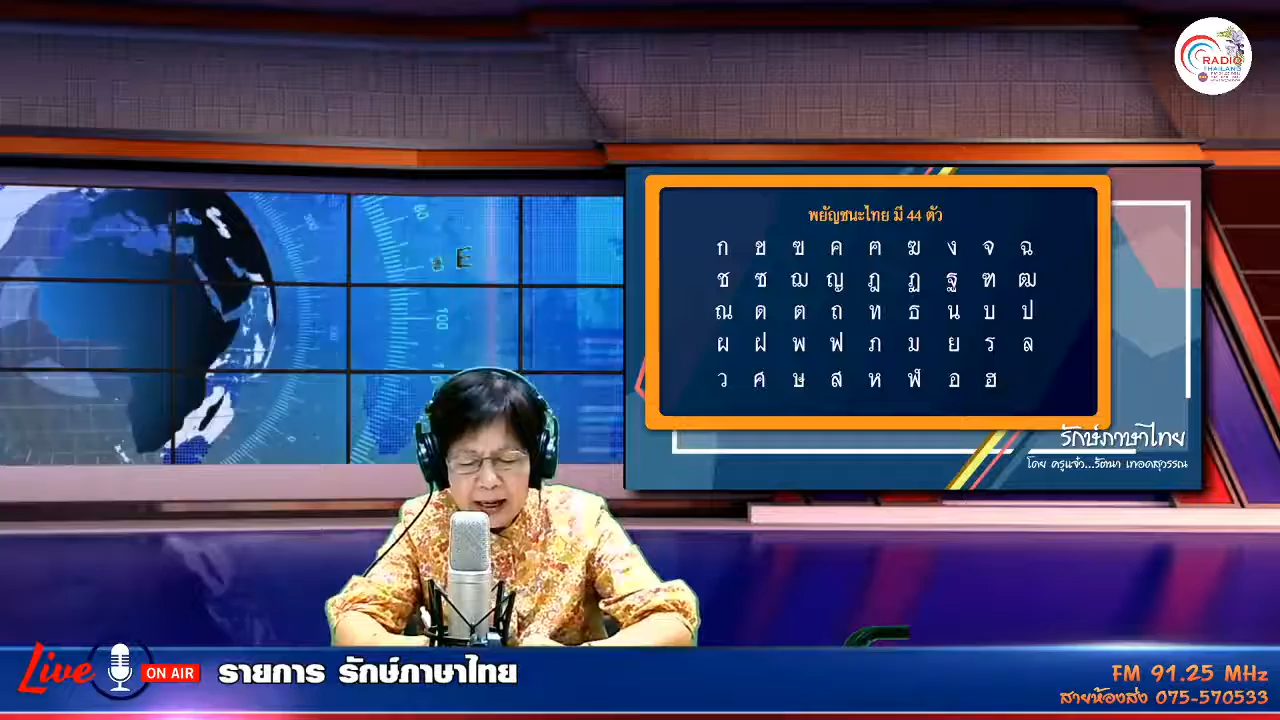 RADIO
THAILAND
พยัญชนะไทย มี 44 ตัว
ก ข ฃ ค ฅ ฆ ง จ ฉ
ช ซ ฌ ญ ฎ ฏ ฐ ฑ ฒ
ณ ด ต ถ ท ธ น บ ป
ผ ฝ พ ฟ ภ ม ย ร ล
ว ศ ษ ส ห ฬ อ ฮ
รักษ์ภาษาไทย
โดย ครูแจ๋ว...รัตนา เทอดสุวรรณ
Live ON AIR รายการ รักษ์ภาษาไทย
FM 91.25 MHz
สายห้องส่ง 075-570533